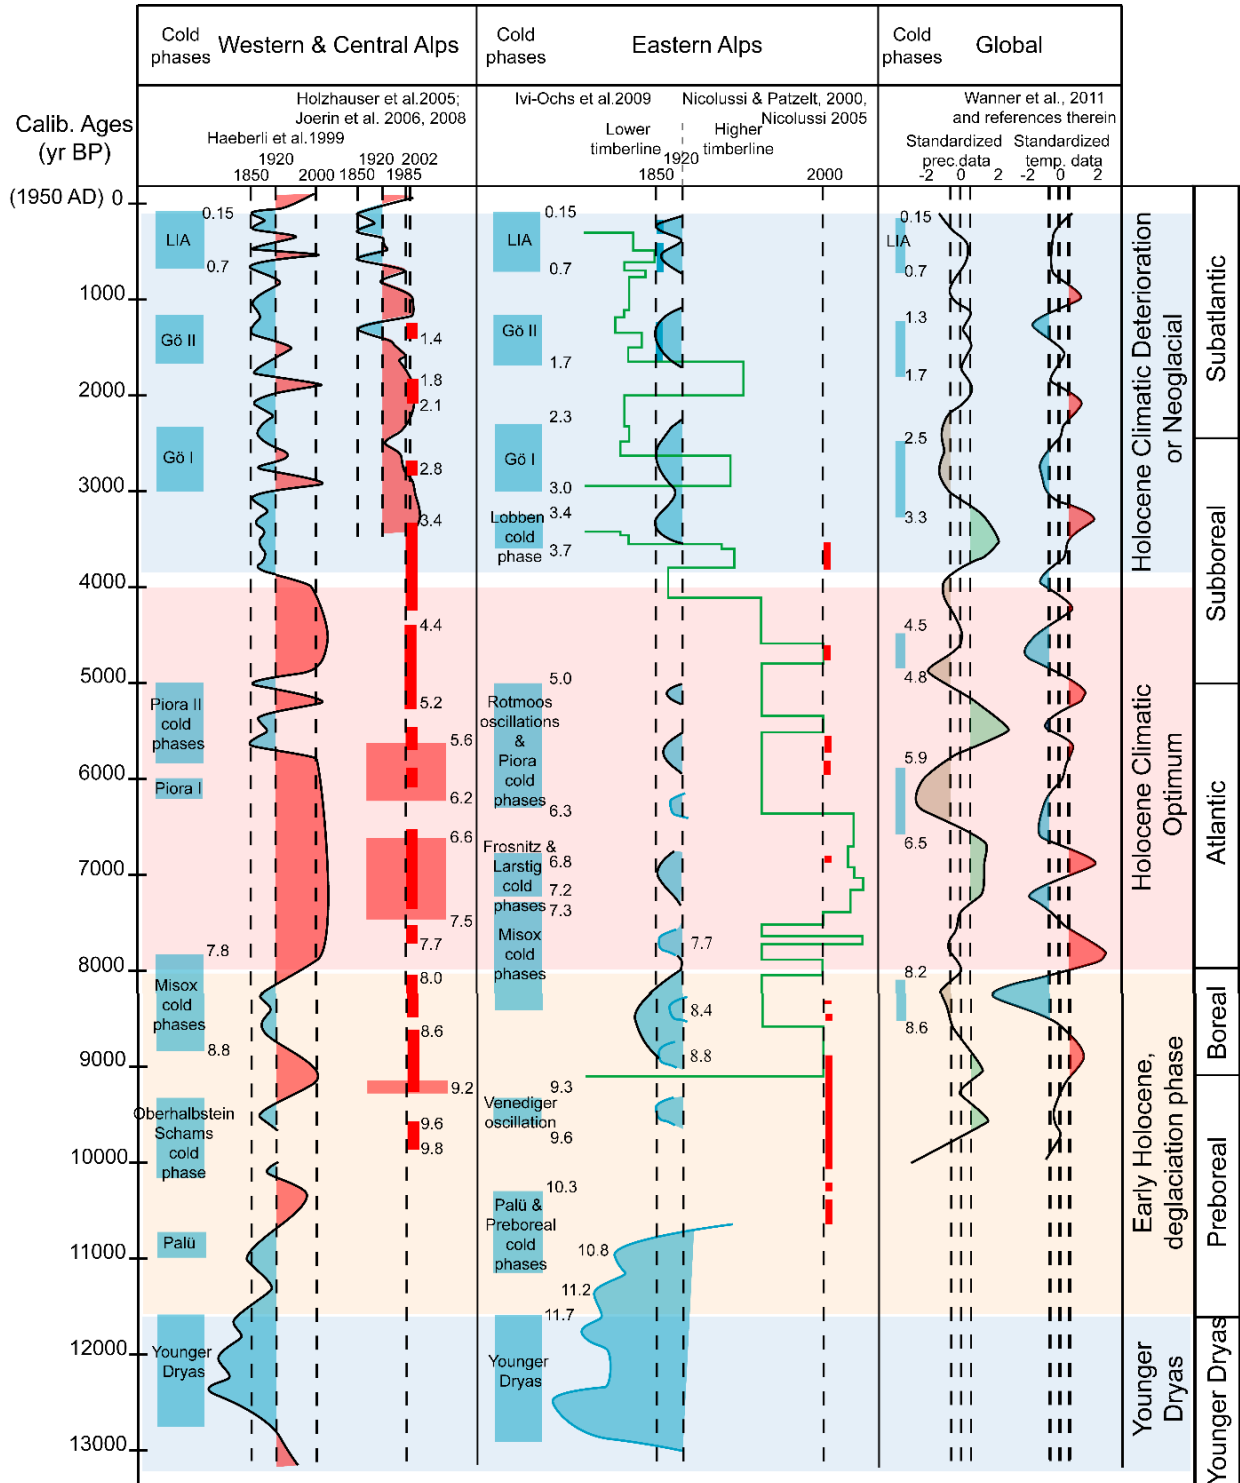 Cold
phases
Western & Central Alps
Cold
phases
Eastern Alps
Cold
phases
Global
Calib. Ages
(yr BP)
Holzhauser et al.2005;
Joerin et al. 2006, 2008
Haeberli et al.1999
1920
1850
2000
1920
2002
1850
1985
Ivi-Ochs et al.2009
Nicolussi & Patzelt, 2000,
Nicolussi 2005
Lower
timberline
Higher
timberline
1920
1850
2000
Wanner et al., 2011
and references therein
Standardized
prec.data
-2 0 2
Standardized
temp. data
-2 0 2
(1950 AD) 0
1000
2000
3000
4000
5000
6000
7000
8000
9000
10000
11000
12000
13000
0.15
LIA
0.7
Gö II
Gö I
Piora II
cold
phases
Piora I
7.8
Misox
cold
phases
8.8
Oberhalbstein
Schams
cold
phase
Palü
Younger
Dryas
1.4
1.8
2.1
2.8
3.4
4.4
5.2
5.6
6.2
6.6
7.5
7.7
8.0
8.6
9.2
9.6
9.8
0.15
LIA
0.7
Gö II
1.7
2.3
Gö I
3.0
3.4
Lobben
cold
phase
3.7
5.0
Rotmoos
oscillations
&
Piora
cold
phases
6.3
Frosnitz &
Larstig
cold
phases
6.8
7.2
7.3
Misox
cold
phases
7.7
8.4
8.8
9.3
Venediger
oscillation
9.6
10.3
Palü &
Preboreal
cold
phases
10.8
11.2
11.7
Younger
Dryas
0.15
LIA
0.7
1.3
1.7
2.5
3.3
4.5
4.8
5.9
6.5
8.2
8.6
Holocene Climatic Deterioration
or Neoglacial
Holocene Climatic
Optimum
Early Holocene,
deglaciation phase
Younger
Dryas
Subatlantic
Subboreal
Atlantic
Boreal
Preboreal
Younger Dryas